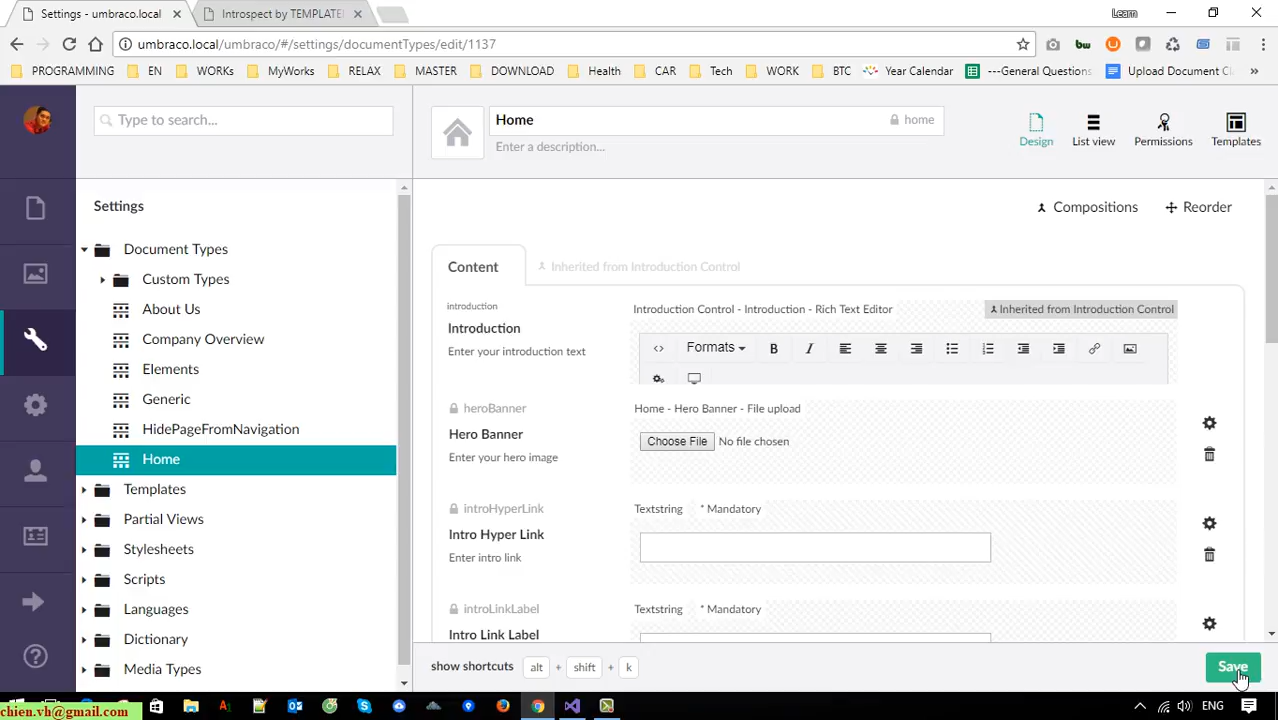 Settings - umbraco.local
Introspect by TEMPLATE
Learn
umbraco.local/umbraco/#/settings/documentTypes/edit/1137
PROGRAMMING
EN
WORKs
MyWorks
RELAX
MASTER
DOWNLOAD
Health
CAR
Tech
WORK
BTC
Year Calendar
---General Questions
Upload Document C
Type to search...
Home
home
Enter a description...
Design
List view
Permissions
Templates
Settings
Compositions
Reorder
Document Types
Custom Types
About Us
Company Overview
Elements
Generic
HidePageFromNavigation
Home
Templates
Partial Views
Stylesheets
Scripts
Languages
Dictionary
Media Types
Content
Inherited from Introduction Control
introduction
Introduction
Enter your introduction text
Introduction Control - Introduction - Rich Text Editor
Inherited from Introduction Control
Formats
B
I
heroBanner
Hero Banner
Enter your hero image
Home - Hero Banner - File upload
Choose File No file chosen
introHyperLink
Intro Hyper Link
Enter intro link
Textstring * Mandatory
introLinkLabel
Intro Link Label
Textstring * Mandatory
show shortcuts alt + shift + k
Save
ENG
chien.vh@gmail.com